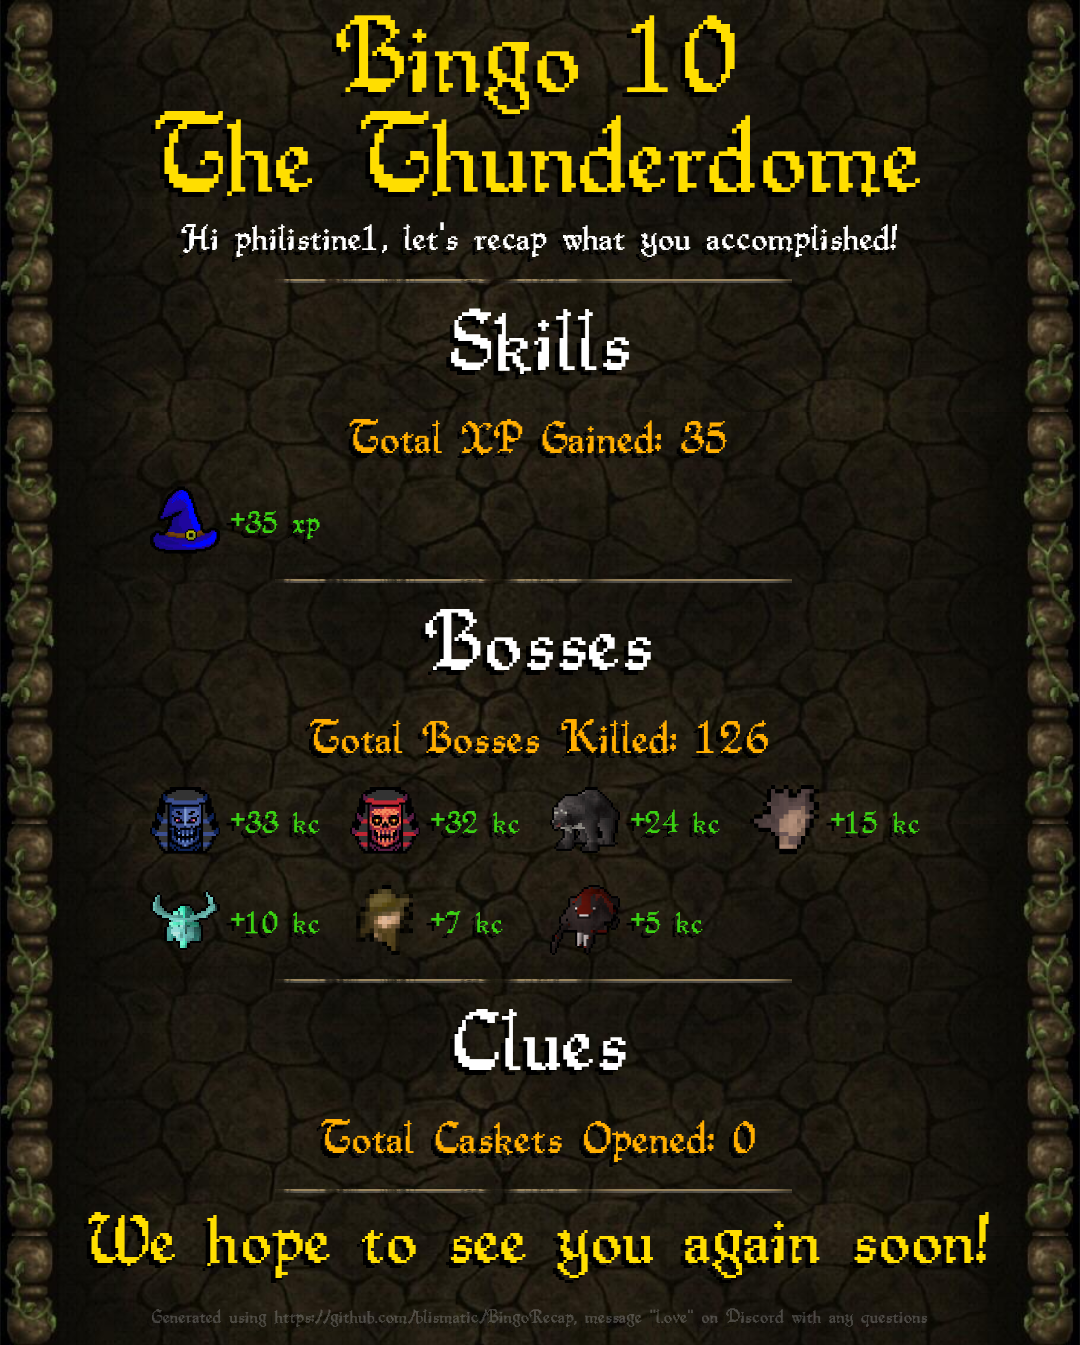 Bingo 10
The Thunderdome
Hi philistine1, let's recap what you accomplished!
Skills
Total XP Gained: 35
+35 xp
Bosses
Total Bosses Killed: 126
+33 kc +32 kc +24 kc +15 kc
+10 kc +7 kc +5 kc
Clues
Total Caskets Opened: 0
We hope to see you again soon!
Generated using https://github.com/blismatic/BingoRecap, message "love" on Discord with any questions